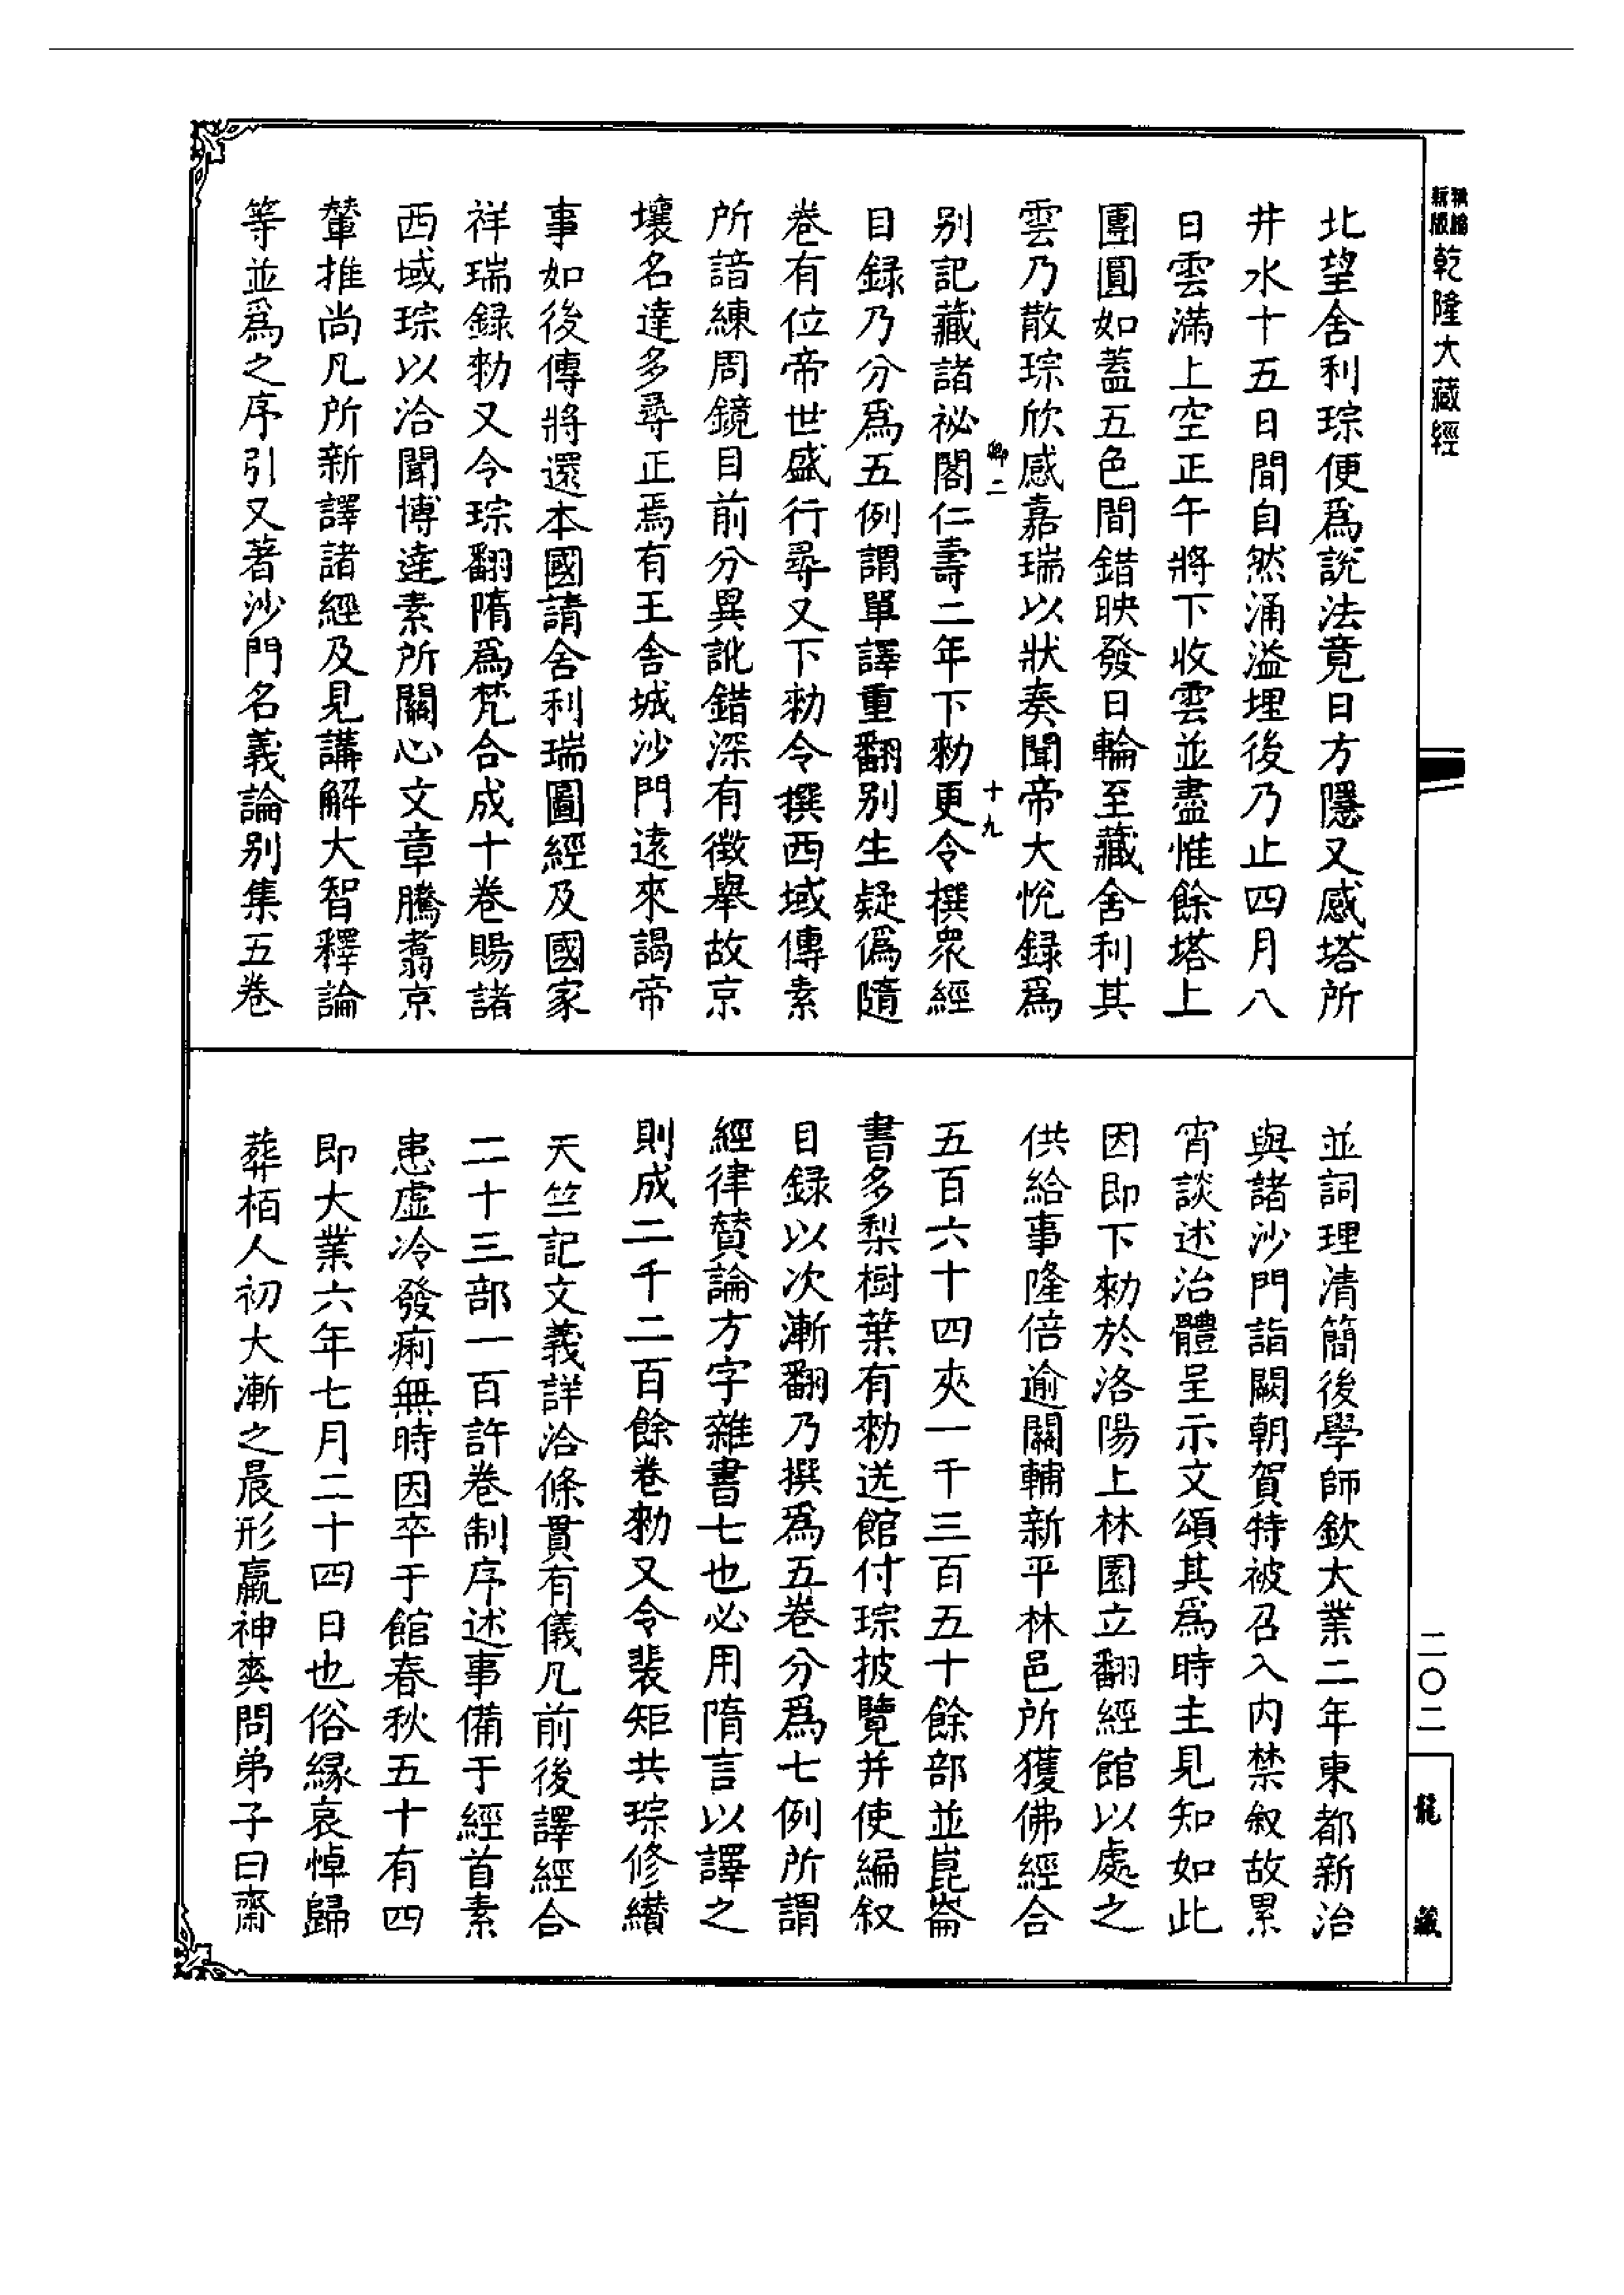 新編
新版
乾隆大藏經
北望舍利琮便爲説法竟日方隱又感塔所
井水十五日間自然涌溢埋後乃止四月八
日雲滿上空正午將下收雲並盡惟餘塔上
團圓如蓋五色間錯映發日輪至藏舍利其
雲乃散琮欣感嘉瑞以狀奏聞帝大悅録爲
卿二
十九
别記藏諸祕閣仁壽二年下勑更令撰衆經
目録乃分爲五例謂單譯重翻别生疑僞隨
卷有位帝世盛行尋又下勑令撰西域傳素
所諳練周鏡目前分異訛錯深有徵舉故京
壤名達多尋正焉有王舍城沙門遠來謁帝
事如後傳將還本國請舍利瑞圖經及國家
祥瑞録勑又令琮翻隋爲梵合成十卷賜諸
西域琮以洽聞博達素所關心文章騰翥京
輦推尚凡所新譯諸經及見講解大智釋論
等並爲之序引又著沙門名義論别集五卷
並詞理清簡後學師欽大業二年東都新治
與諸沙門詣闕朝賀特被召入内禁叙故累
宵談述治體呈示文頌其爲時主見知如此
因即下勑於洛陽上林園立翻經館以處之
供給事隆倍逾關輔新平林邑所獲佛經合
五百六十四夾一千三百五十餘部並崑崙
書多梨樹葉有勑送館付琮披覽并使編叙
目録以次漸翻乃撰爲五卷分爲七例所謂
經律贊論方字雜書七也必用隋言以譯之
則成二千二百餘卷勑又令裴矩共琮修纘
天竺記文義詳洽條貫有儀凡前後譯經合
二十三部一百許卷制序述事備于經首素
患虚冷發痢無時因卒于館春秋五十有四
即大業六年七月二十四日也俗縁哀悼歸
葬栢人初大漸之晨形羸神爽問弟子曰齋
二〇二
龍藏